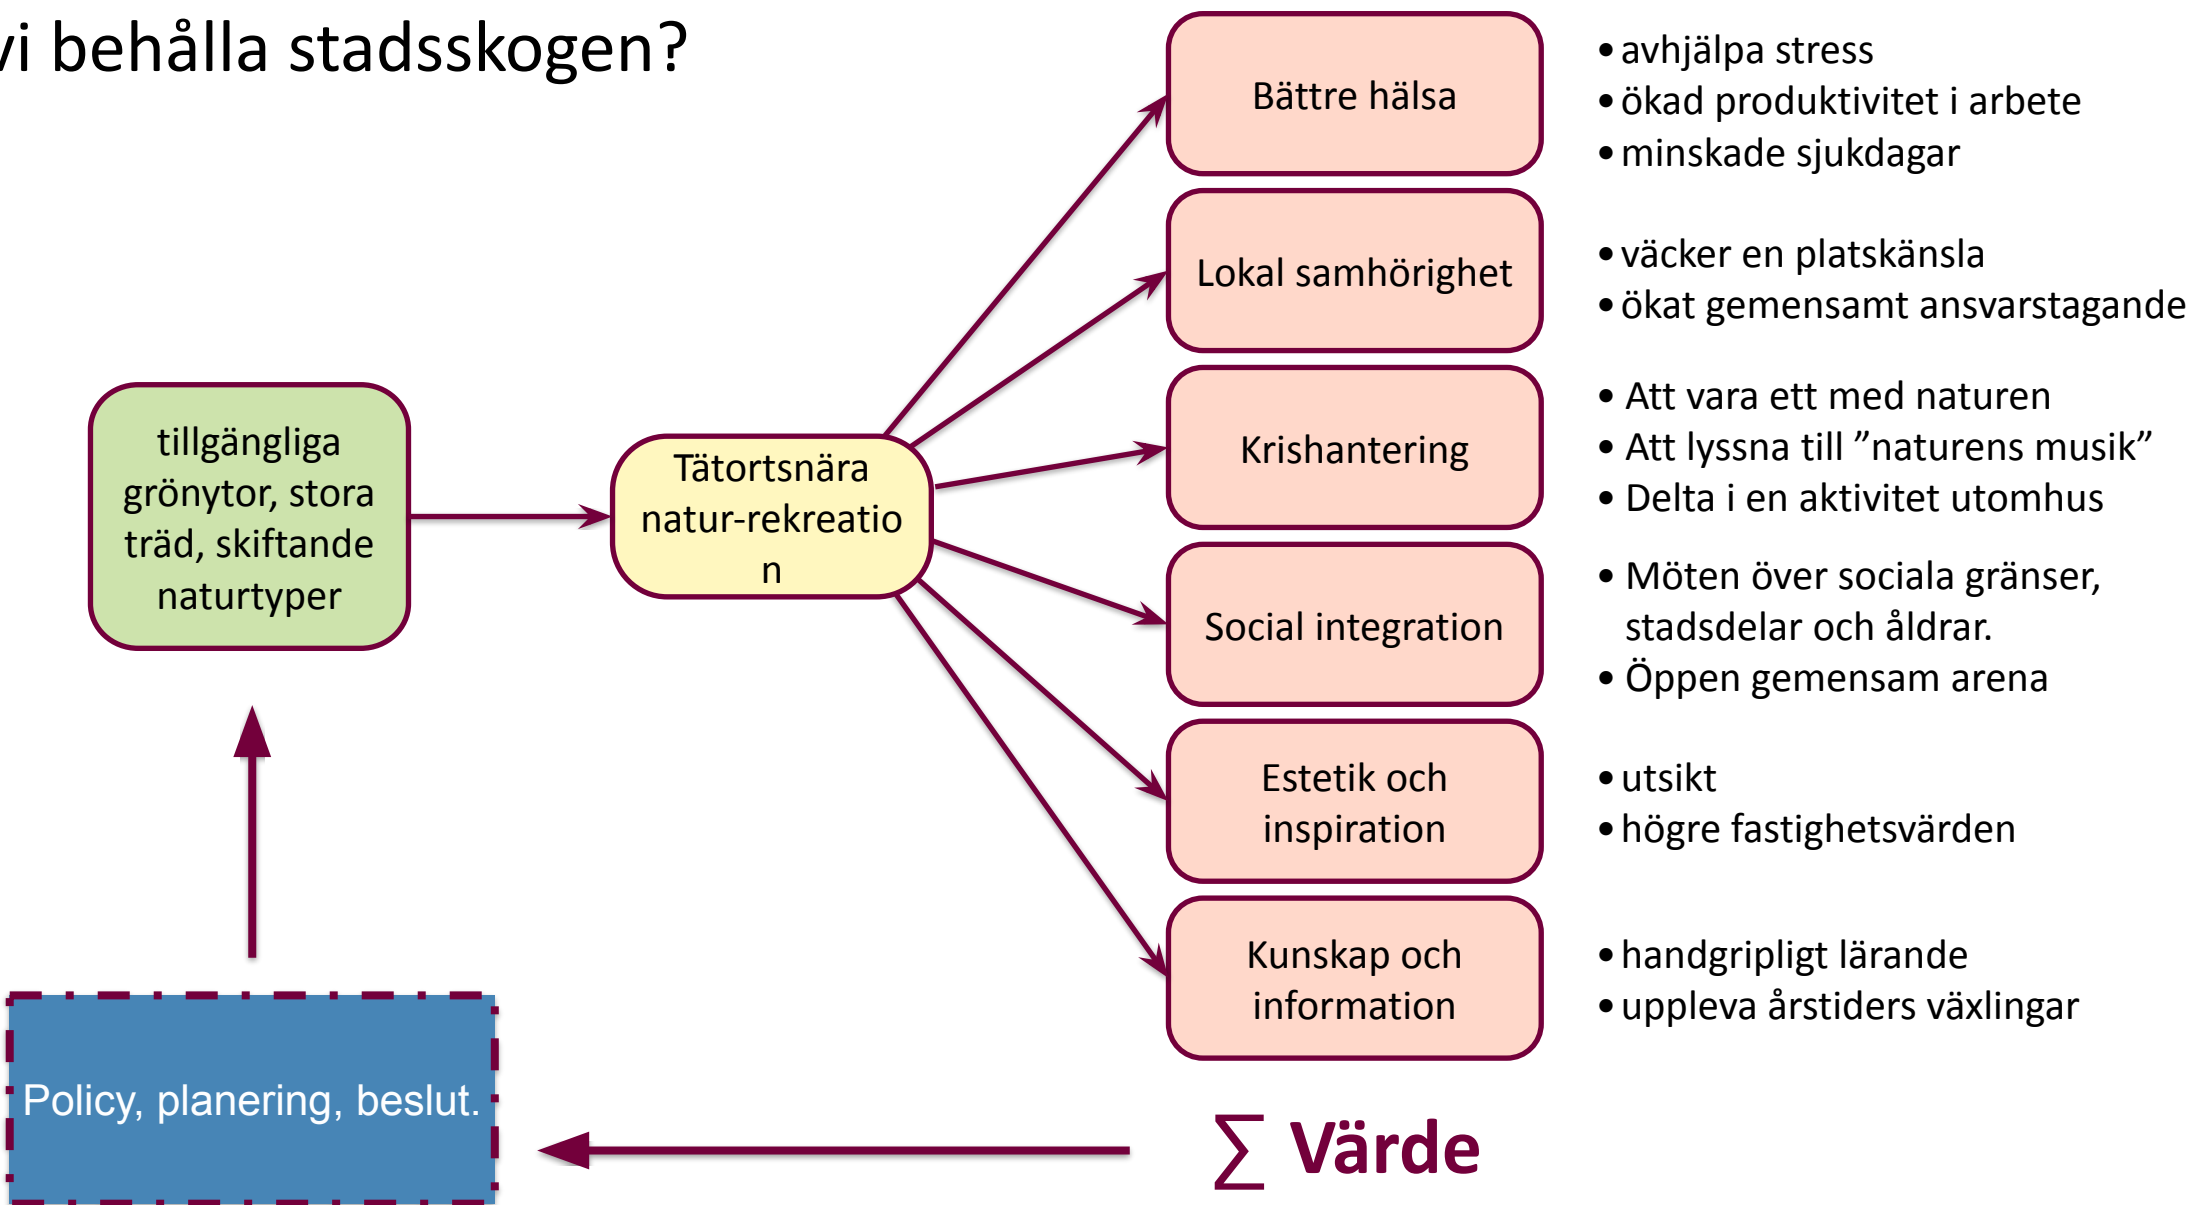 vi behålla stadsskogen?
Bättre hälsa
• avhjälpa stress
• ökad produktivitet i arbete
• minskade sjukdagar
Lokal samhörighet
• väcker en platskänsla
• ökat gemensamt ansvarstagande
tillgängliga
grönytor, stora
träd, skiftande
naturtyper
Tätortsnära
natur-rekreatio
n
Krishantering
• Att vara ett med naturen
• Att lyssna till ”naturens musik”
• Delta i en aktivitet utomhus
Social integration
• Möten över sociala gränser,
stadsdelar och åldrar.
• Öppen gemensam arena
Estetik och
inspiration
• utsikt
• högre fastighetsvärden
Kunskap och
information
• handgripligt lärande
• uppleva årstiders växlingar
Policy, planering, beslut.
∑ Värde